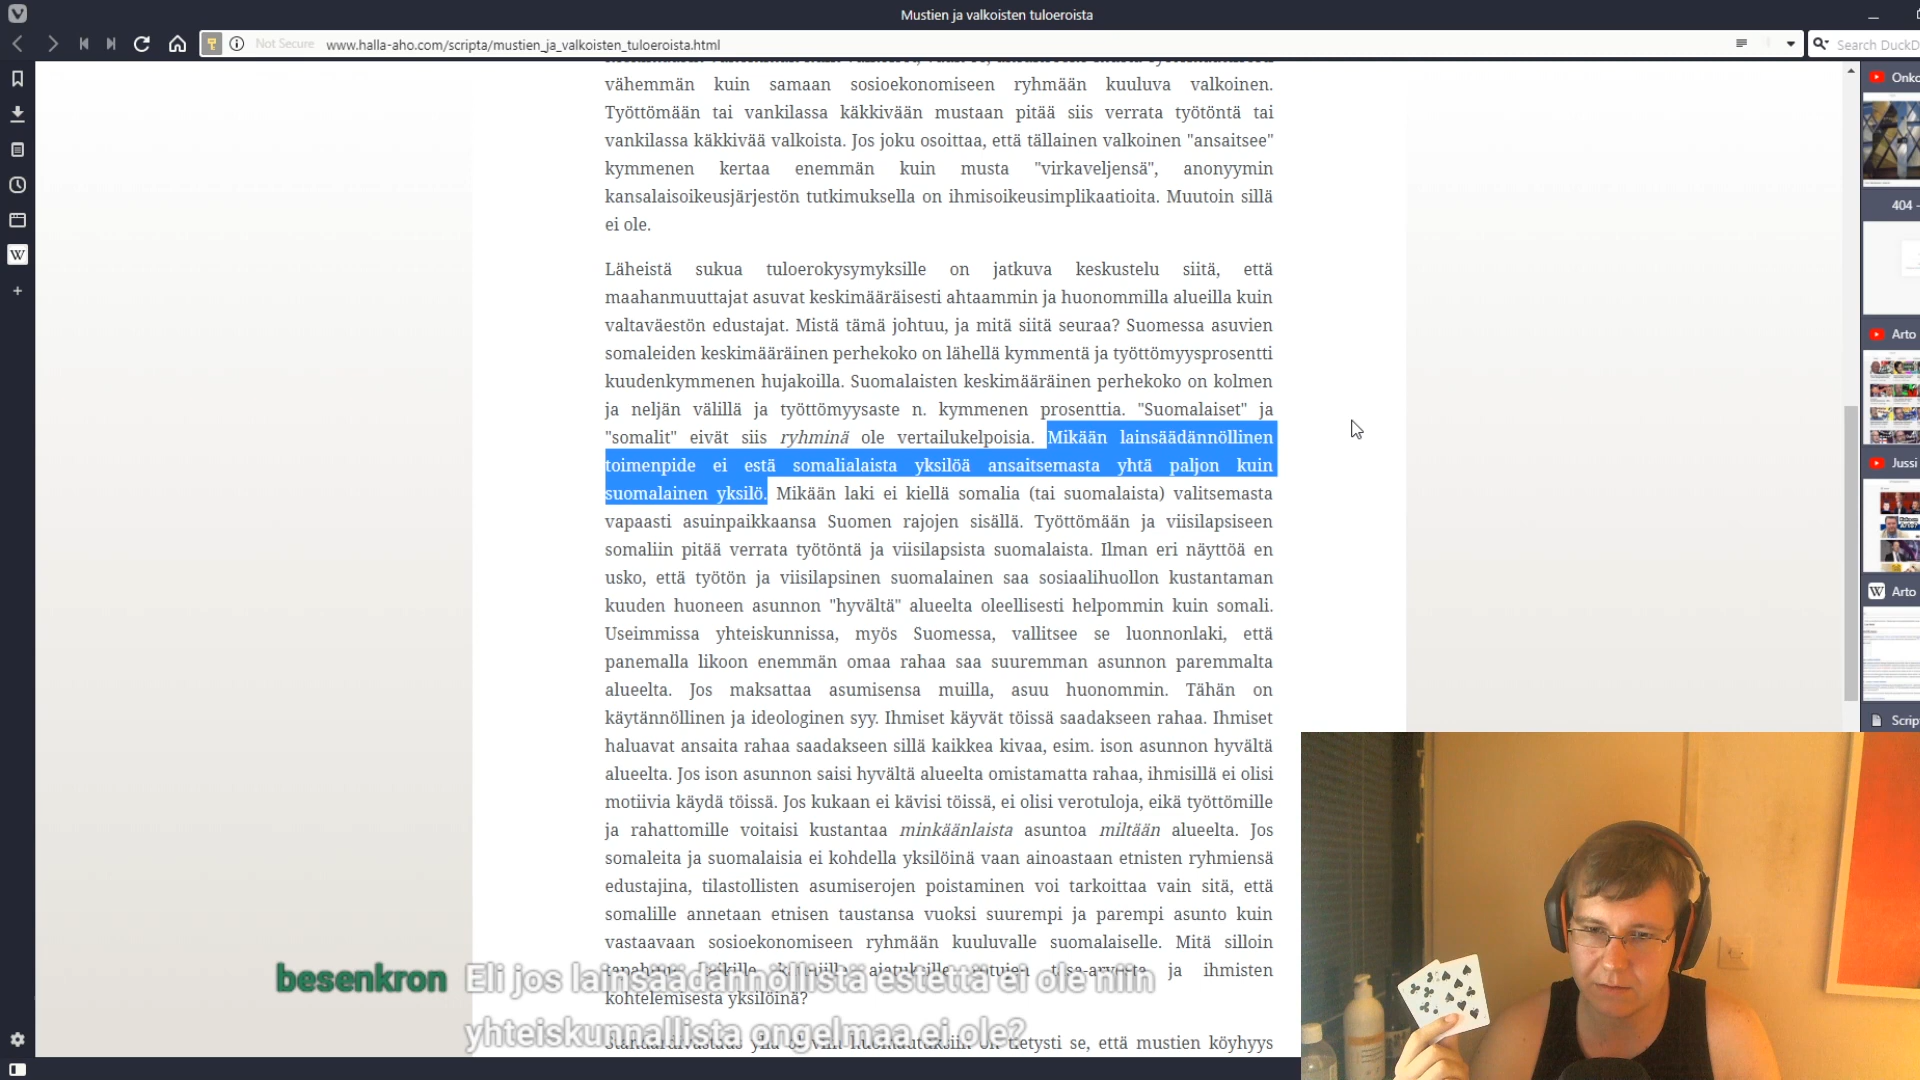 Mustien ja valkoisten tuloeroista
Not Secure www.halla-aho.com/scripta/mustien_ja_valkoisten_tuloeroista.html
Search DuckD
vähemmän kuin samaan sosioekonomiseen ryhmään kuuluva valkoinen.
Työttömään tai vankilassa käkkivään mustaan pitää siis verrata työtöntä tai
vankilassa käkkivää valkoista. Jos joku osoittaa, että tällainen valkoinen "ansaitsee"
kymmenen kertaa enemmän kuin musta "virkaveljensä", anonyymin
kansalaisoikeusjärjestön tutkimuksella on ihmisoikeusimplikaatioita. Muutoin sillä
ei ole.
Läheistä sukua tuloerokysymyksille on jatkuva keskustelu siitä, että
maahanmuuttajat asuvat keskimääräisesti ahtaammin ja huonommilla alueilla kuin
valtaväestön edustajat. Mistä tämä johtuu, ja mitä siitä seuraa? Suomessa asuvien
somaleiden keskimääräinen perhekoko on lähellä kymmentä ja työttömyysprosentti
kuudenkymmenen hujakoilla. Suomalaisten keskimääräinen perhekoko on kolmen
ja neljän välillä ja työttömyysaste n. kymmenen prosenttia. "Suomalaiset" ja
"somalit" eivät siis ryhminä ole vertailukelpoisia. Mikään lainsäädännöllinen
toimenpide ei estä somalialaista yksilöä ansaitsemasta yhtä paljon kuin
suomalainen yksilö. Mikään laki ei kiellä somalia (tai suomalaista) valitsemasta
vapaasti asuinpaikkaansa Suomen rajojen sisällä. Työttömään ja viisilapsiseen
somaliin pitää verrata työtöntä ja viisilapsista suomalaista. Ilman eri näyttöä en
usko, että työtön ja viisilapsinen suomalainen saa sosiaalihuollon kustantaman
kuuden huoneen asunnon "hyvältä" alueelta oleellisesti helpommin kuin somali.
Useimmissa yhteiskunnissa, myös Suomessa, vallitsee se luonnonlaki, että
panemalla likoon enemmän omaa rahaa saa suuremman asunnon paremmalta
alueelta. Jos maksattaa asumisensa muilla, asuu huonommin. Tähän on
käytännöllinen ja ideologinen syy. Ihmiset käyvät töissä saadakseen rahaa. Ihmiset
haluavat ansaita rahaa saadakseen sillä kaikkea kivaa, esim. ison asunnon hyvältä
alueelta. Jos ison asunnon saisi hyvältä alueelta omistamatta rahaa, ihmisillä ei olisi
motiivia käydä töissä. Jos kukaan ei kävisi töissä, ei olisi verotuloja, eikä työttömille
ja rahattomille voitaisi kustantaa minkäänlaista asuntoa miltään alueelta. Jos
somaleita ja suomalaisia ei kohdella yksilöinä vaan ainoastaan etnisten ryhmiensä
edustajina, tilastollisten asumiserojen poistaminen voi tarkoittaa vain sitä, että
somalille annetaan etnisen taustansa vuoksi suurempi ja parempi asunto kuin
vastaavaan sosioekonomiseen ryhmään kuuluvalle suomalaiselle. Mitä silloin
ja ihmisten
kohtelemisesta yksilöinä?
tietysti se, että mustien köyhyys
besenkron Eli jos lainsäädännöllistä estettä ei ole niin
yhteiskunnallista ongelmaa ei ole?
Onko
404 -
Arto
Jussi
Arto
Scrip